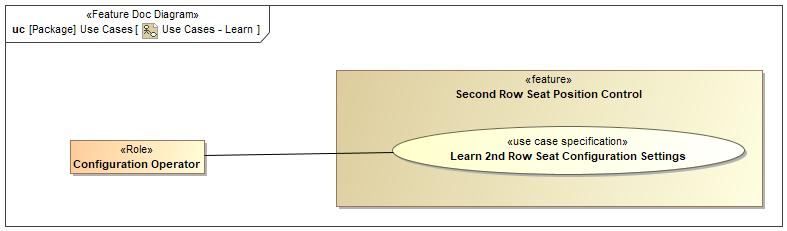 «Feature Doc Diagram»
uc [Package] Use Cases [ Use Cases - Learn ]
«feature»
Second Row Seat Position Control
«Role»
Configuration Operator
«use case specification»
Learn 2nd Row Seat Configuration Settings